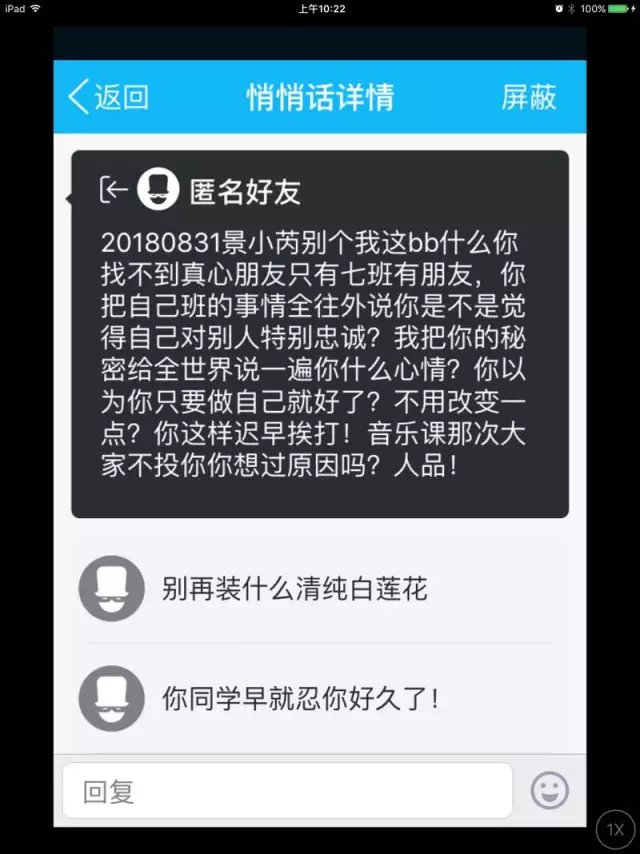 iPad 上午10:22 100%
返回 悄悄话详情 屏蔽
匿名好友
20180831景小芮别个我这bb什么你
找不到真心朋友只有七班有朋友，你
把自己班的事情全往外说你是不是觉
得自己对别人特别忠诚？我把你的秘
密给全世界说一遍你什么心情？你以
为你只要做自己就好了？不用改变一
点？你这样迟早挨打！音乐课那次大
家不投你你想过原因吗？人品！
别再装什么清纯白莲花
你同学早就忍你好久了！
回复
1X